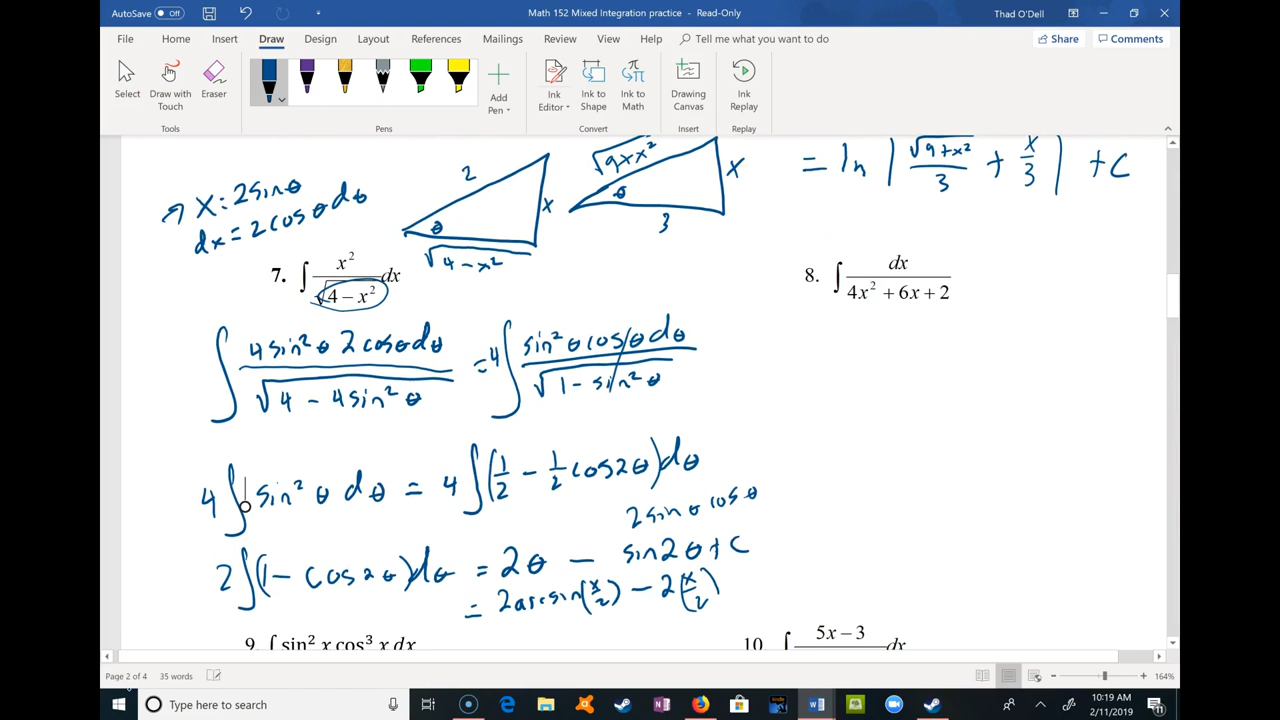 AutoSave Off
Math 152 Mixed Integration practice - Read-Only
Thad O'Dell
File Home Insert Draw Design Layout References Mailings Review View Help Tell me what you want to do Share Comments
Select Draw with Touch Eraser Add Pen Ink Editor Ink to Shape Ink to Math Drawing Canvas Ink Replay
Tools Pens Convert Insert Replay
→ x = 2sinθ
dx = 2cosθ dθ
2 x θ √4-x²
√9+x² θ x 3
= ln | √9+x²/3 + x/3 | + C
7. ∫ x²/√4 − x² dx
8. ∫ dx/4x² + 6x + 2
∫ 4sin²θ 2cosθdθ/√4 - 4sin²θ = 4∫ sin²θ cosθ dθ/√1 - sin²θ
4∫ sin²θ dθ = 4∫(1/2 - 1/2 cos2θ)dθ
2sinθ cosθ
2∫(1 - cos2θ)dθ = 2θ - sin2θ + C
= 2arcsin(x/2) - 2(x/2)
9. ∫ sin² x cos³ x dx
10. ∫ 5x − 3 dx
Page 2 of 4 35 words 164%
Type here to search
10:19 AM
2/11/2019